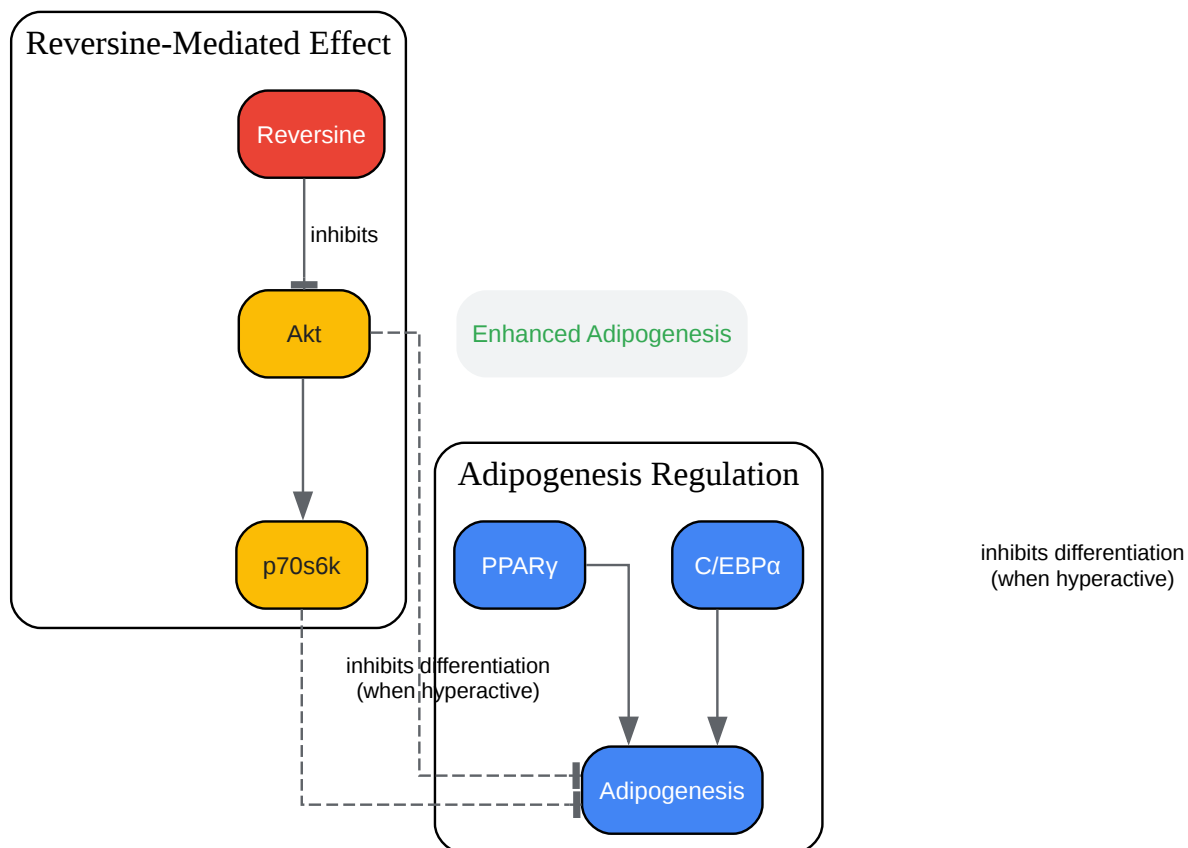 Reversine-Mediated Effect
Reversine
inhibits
Akt
Enhanced Adipogenesis
Adipogenesis Regulation
p70s6k
PPARγ
C/EBPα
inhibits differentiation
(when hyperactive)
inhibits differentiation
(when hyperactive)
Adipogenesis